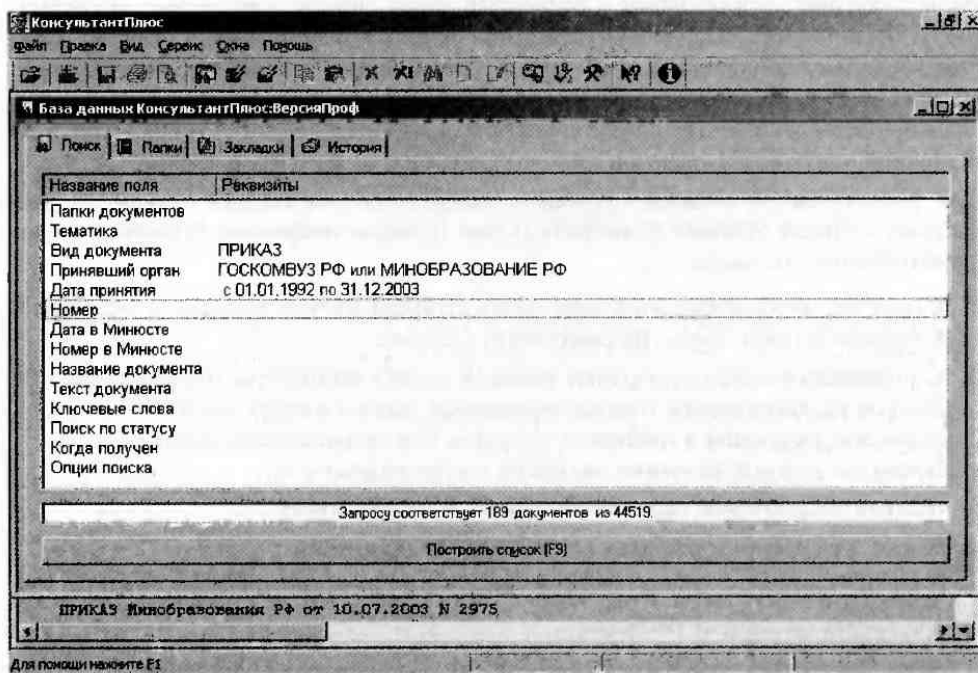 КонсультантПлюс
Файл Правка Вид Сервис Окна Помощь
База данных КонсультантПлюс:ВерсияПроф
Поиск Папки Закладки История
Название поля Реквизиты
Папки документов
Тематика
Вид документа ПРИКАЗ
Принявший орган ГОСКОМВУЗ РФ или МИНОБРАЗОВАНИЕ РФ
Дата принятия с 01.01.1992 по 31.12.2003
Номер
Дата в Минюсте
Номер в Минюсте
Название документа
Текст документа
Ключевые слова
Поиск по статусу
Когда получен
Опции поиска
Запросу соответствует 189 документов из 44519.
Построить список (F9)
ПРИКАЗ Минобразования РФ от 10.07.2003 N 2975
Для помощи нажмите F1